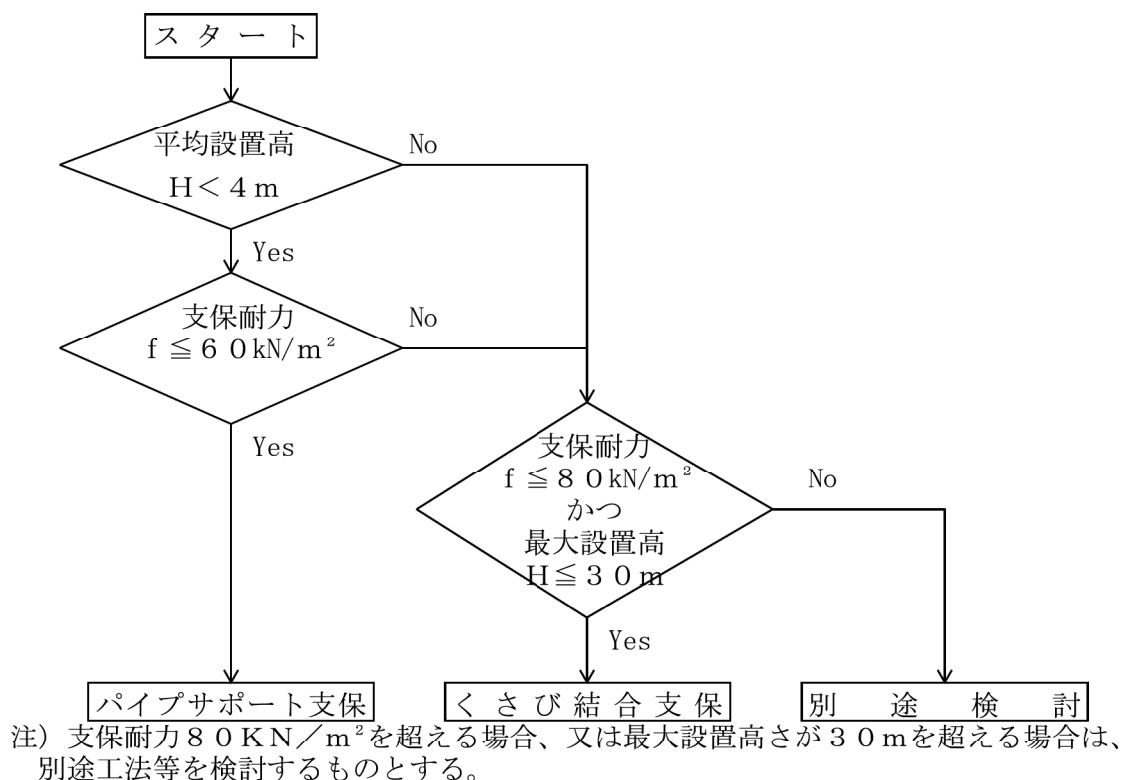 スタート
平均設置高
H＜４ｍ
No
Yes
支保耐力
ｆ≦６０kN/m²
No
Yes
支保耐力
ｆ≦８０kN/m²
かつ
最大設置高
H≦３０ｍ
No
Yes
パイプサポート支保
くさび結合支保
別途検討
注）支保耐力８０ＫＮ／m²を超える場合、又は最大設置高さが３０ｍを超える場合は、
別途工法等を検討するものとする。